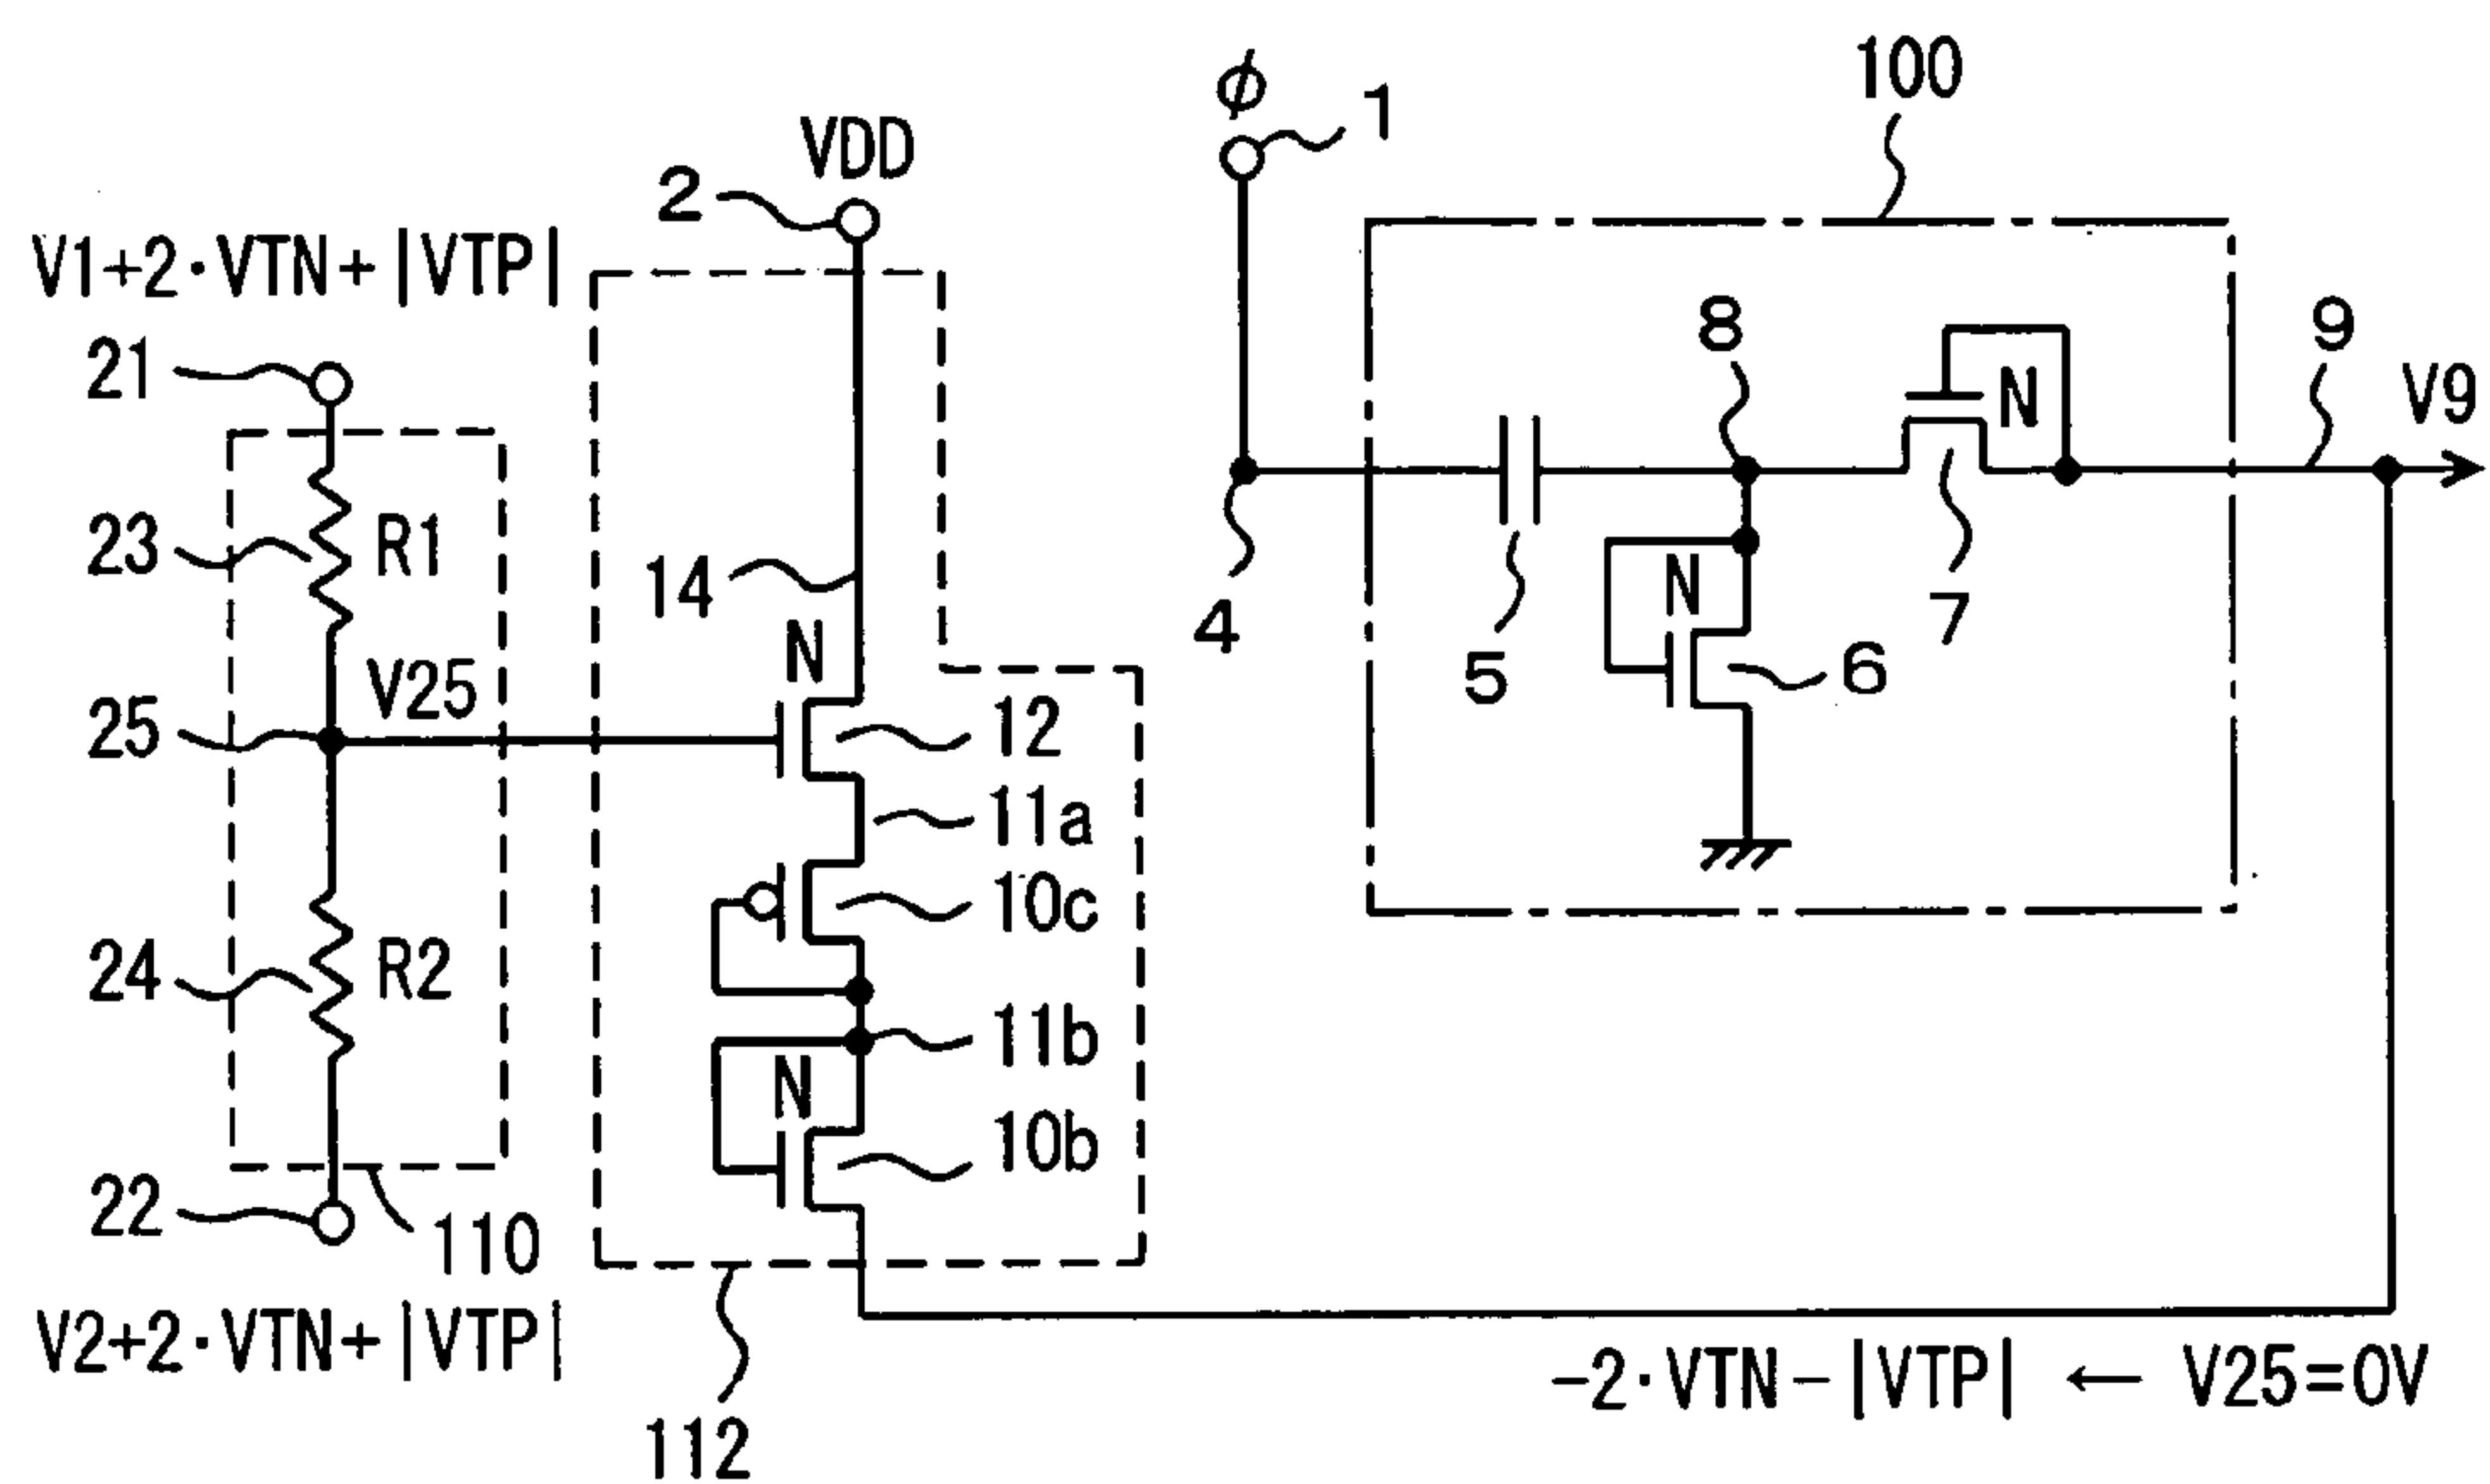 ϕ
1
100
VDD
2
V1+2·VTN+|VTP|
21
8
9
N
V9
23
R1
14
N
4
5
7
6
N
V25
25
12
11a
10c
24
R2
11b
N
10b
22
110
V2+2·VTN+|VTP|
112
-2·VTN-|VTP| ← V25=0V